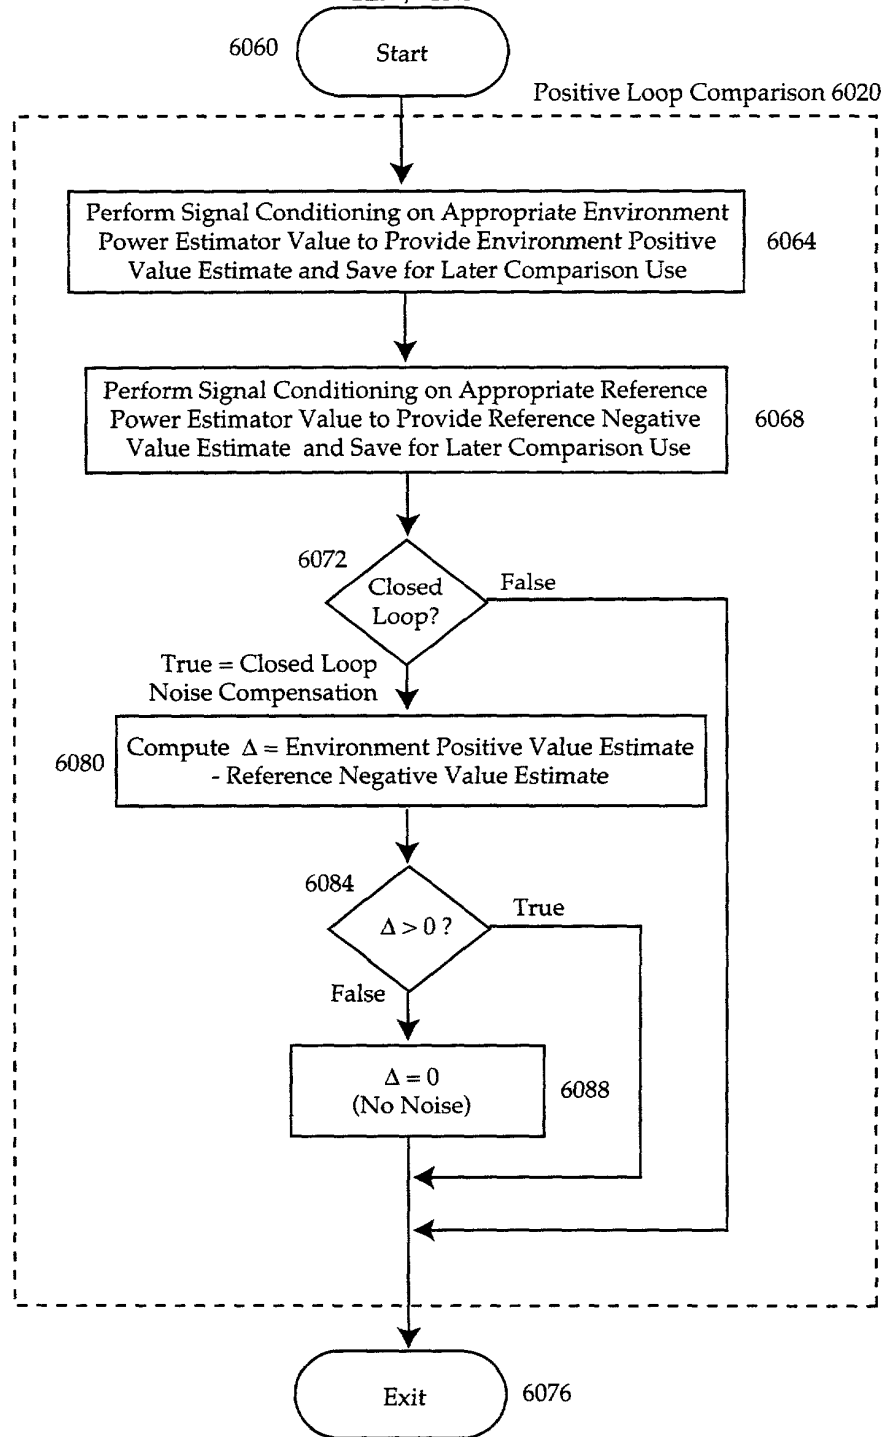 6060
Start
Positive Loop Comparison 6020
Perform Signal Conditioning on Appropriate Environment
Power Estimator Value to Provide Environment Positive
Value Estimate and Save for Later Comparison Use
6064
Perform Signal Conditioning on Appropriate Reference
Power Estimator Value to Provide Reference Negative
Value Estimate and Save for Later Comparison Use
6068
6072
Closed
Loop?
False
True = Closed Loop
Noise Compensation
6080
Compute Δ = Environment Positive Value Estimate
- Reference Negative Value Estimate
6084
Δ > 0 ?
True
False
Δ = 0
(No Noise)
6088
Exit
6076